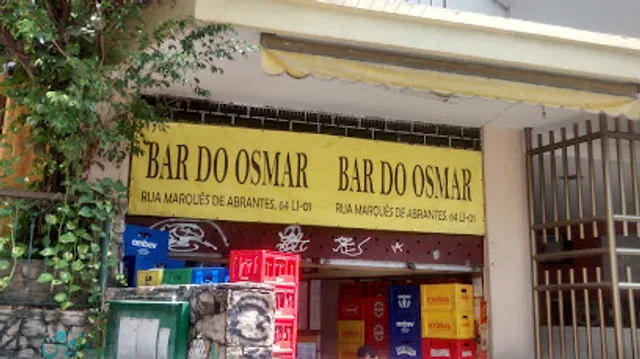 BAR DO OSMAR
RUA MARQUÊS DE ABRANTES, 64 LJ-01
BAR DO OSMAR
RUA MARQUÊS DE ABRANTES, 64 LJ-01
ambev